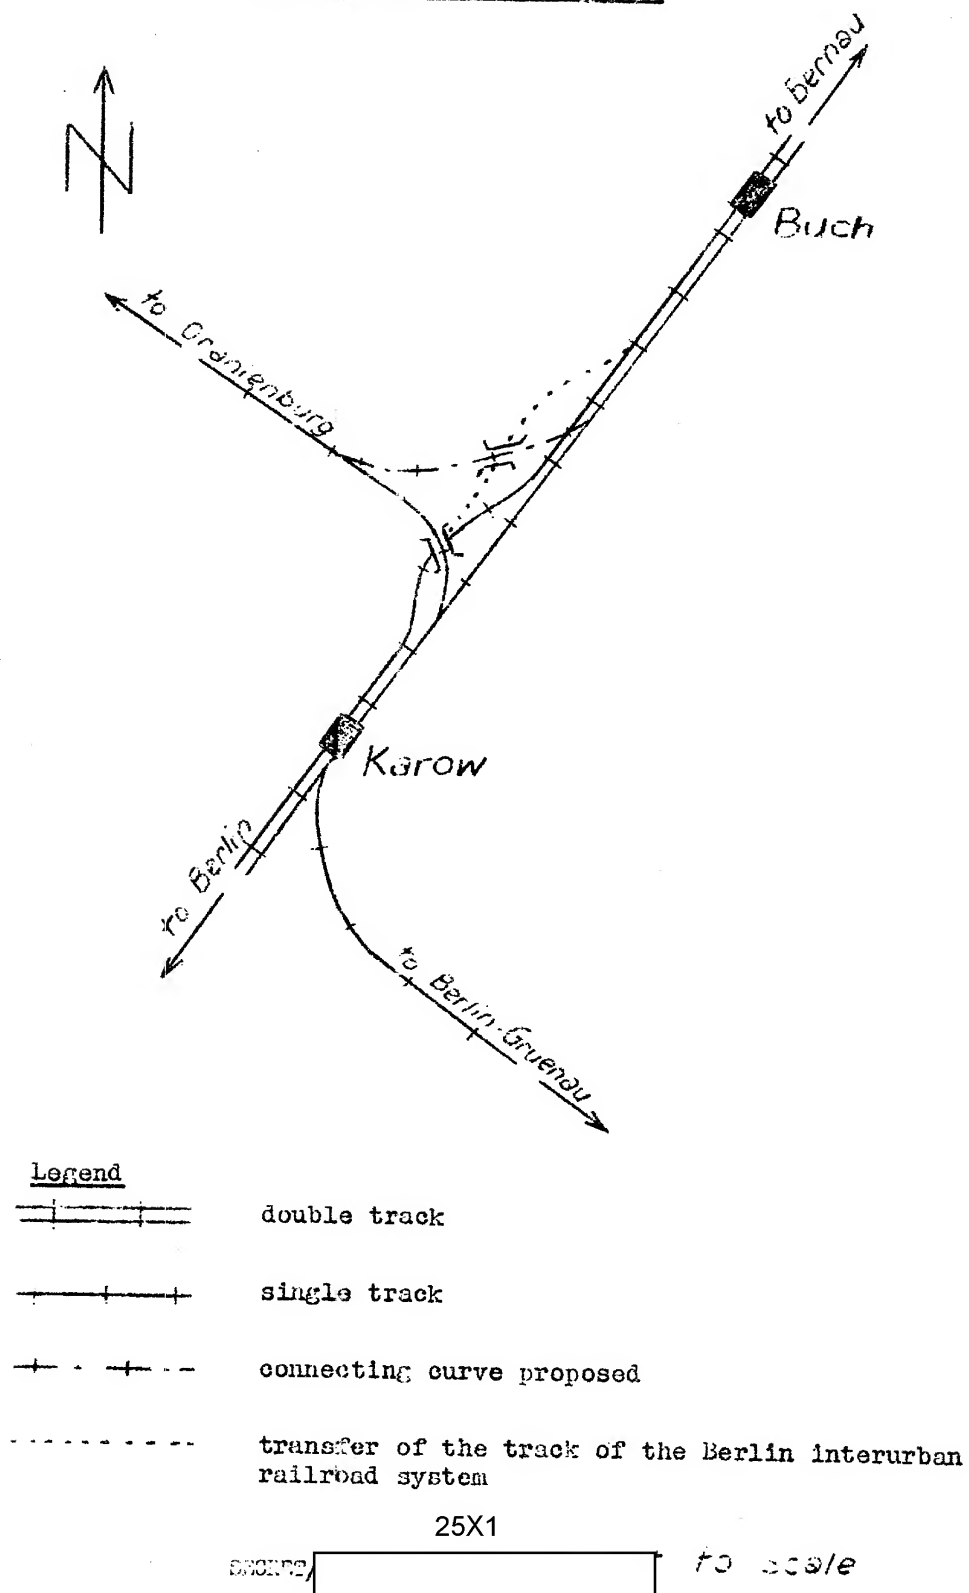 N
to Bernau
Buch
to Oranienburg
Karow
to Berlin
to Berlin-Gruenau
Legend
double track
single track
connecting curve proposed
transfer of the track of the Berlin interurban
railroad system
25X1
to scale